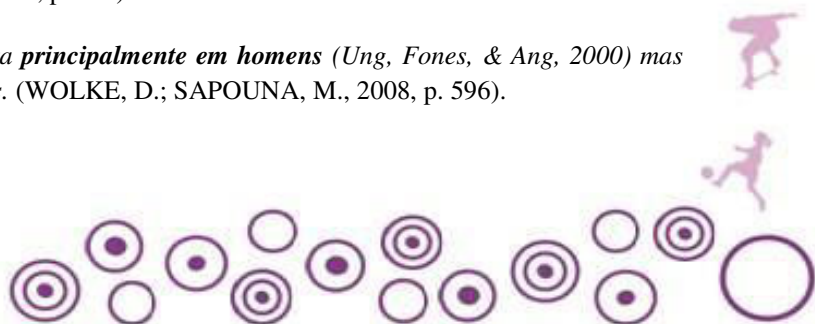 a principalmente em homens (Ung, Fones, & Ang, 2000) mas
. (WOLKE, D.; SAPOUNA, M., 2008, p. 596).